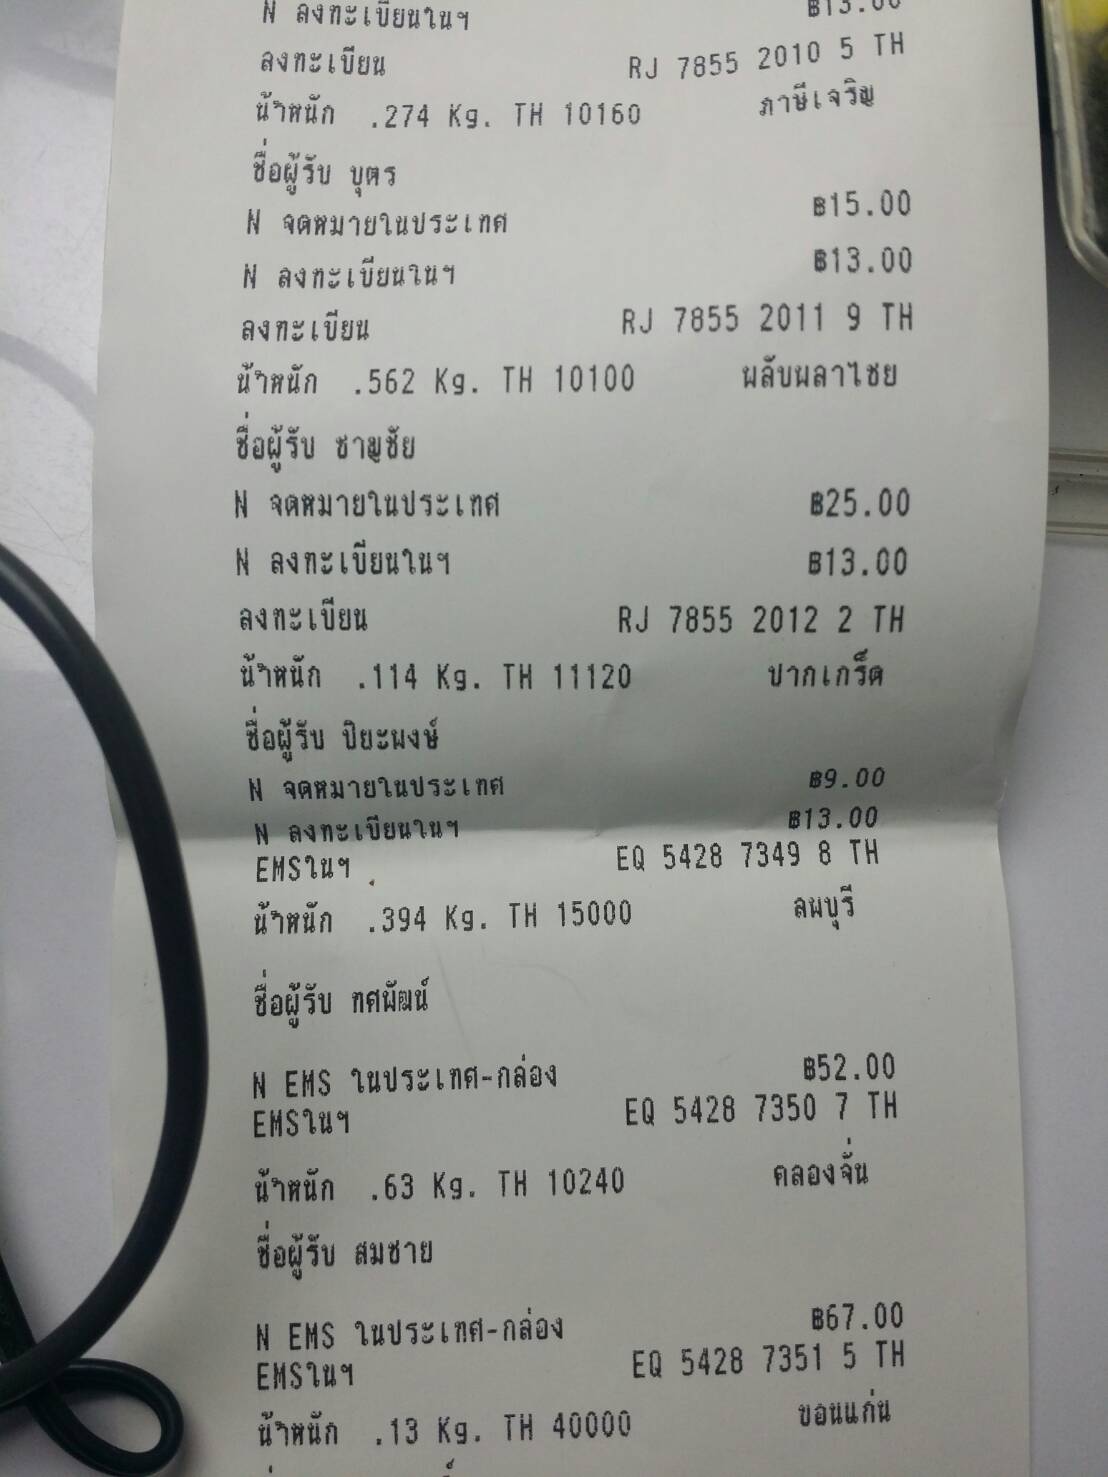 N ลงทะเบียนในฯ ฿13.00
ลงทะเบียน RJ 7855 2010 5 TH
น้ำหนัก .274 Kg. TH 10160 ภาษีเจริญ
ชื่อผู้รับ บุตร
N จดหมายในประเทศ ฿15.00
N ลงทะเบียนในฯ ฿13.00
ลงทะเบียน RJ 7855 2011 9 TH
น้ำหนัก .562 Kg. TH 10100 พลับพลาไชย
ชื่อผู้รับ ชาญชัย
N จดหมายในประเทศ ฿25.00
N ลงทะเบียนในฯ ฿13.00
ลงทะเบียน RJ 7855 2012 2 TH
น้ำหนัก .114 Kg. TH 11120 ปากเกร็ด
ชื่อผู้รับ ปิยะพงษ์
N จดหมายในประเทศ ฿9.00
N ลงทะเบียนในฯ ฿13.00
EMSในฯ EQ 5428 7349 8 TH
น้ำหนัก .394 Kg. TH 15000 ลพบุรี
ชื่อผู้รับ ทศพัฒน์
N EMS ในประเทศ-กล่อง ฿52.00
EMSในฯ EQ 5428 7350 7 TH
น้ำหนัก .63 Kg. TH 10240 คลองจั่น
ชื่อผู้รับ สมชาย
N EMS ในประเทศ-กล่อง ฿67.00
EMSในฯ EQ 5428 7351 5 TH
น้ำหนัก .13 Kg. TH 40000 ขอนแก่น